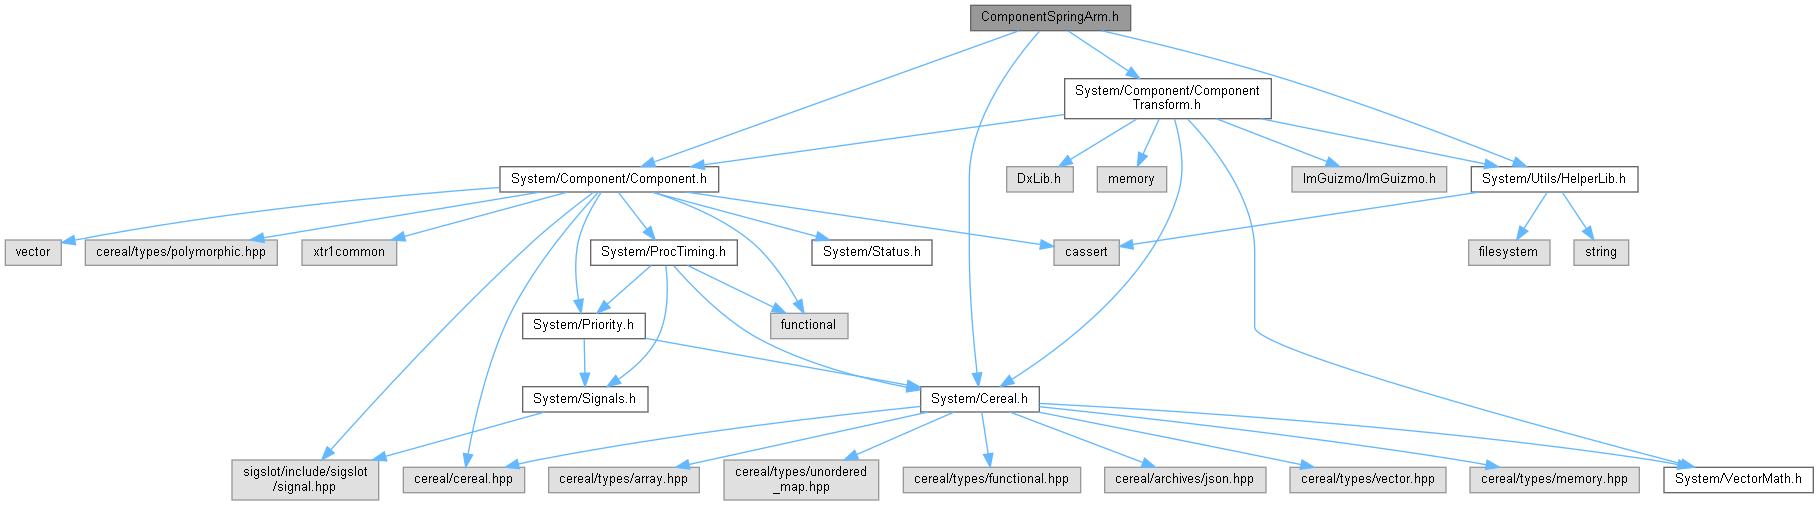 ComponentSpringArm.h
System/Component/Component
Transform.h
System/Component/Component.h
DxLib.h
memory
ImGuizmo/ImGuizmo.h
System/Utils/HelperLib.h
vector
cereal/types/polymorphic.hpp
xtr1common
System/ProcTiming.h
System/Status.h
cassert
filesystem
string
System/Priority.h
functional
System/Signals.h
System/Cereal.h
sigslot/include/sigslot
/signal.hpp
cereal/cereal.hpp
cereal/types/array.hpp
cereal/types/unordered
_map.hpp
cereal/types/functional.hpp
cereal/archives/json.hpp
cereal/types/vector.hpp
cereal/types/memory.hpp
System/VectorMath.h